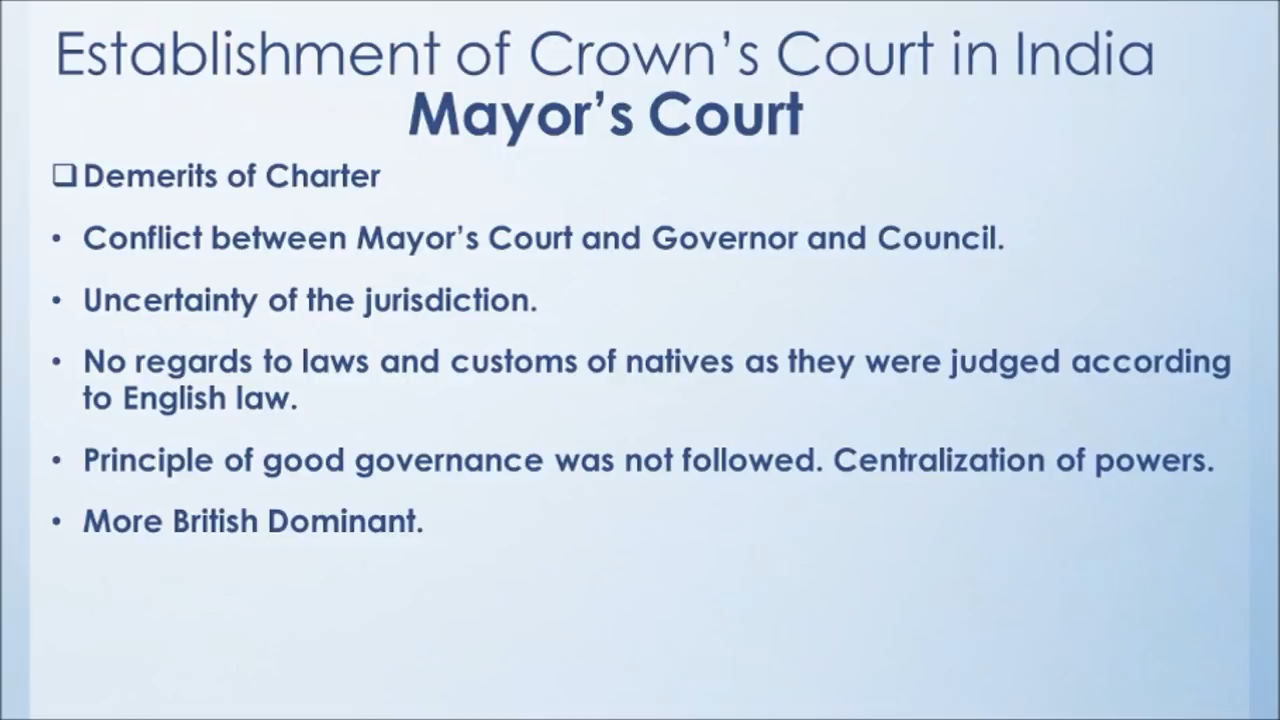 Establishment of Crown's Court in India
Mayor's Court
❑ Demerits of Charter
• Conflict between Mayor's Court and Governor and Council.
• Uncertainty of the jurisdiction.
• No regards to laws and customs of natives as they were judged according
to English law.
• Principle of good governance was not followed. Centralization of powers.
• More British Dominant.